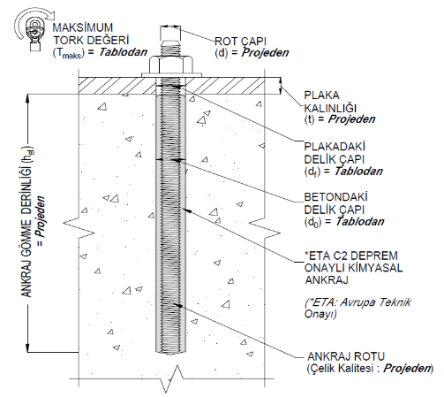 MAKSİMUM
TORK DEĞERİ
(Tmaks) = Tablodan
ROT ÇAPI
(d) = Projeden
PLAKA
KALINLIĞI
(t) = Projeden
PLAKADAKİ
DELİK ÇAPI
(df) = Tablodan
BETONDAKİ
DELİK ÇAPI
(d0) = Tablodan
*ETA C2 DEPREM
ONAYLI KİMYASAL
ANKRAJ
(*ETA: Avrupa Teknik
Onayı)
ANKRAJ ROTU
(Çelik Kalitesi : Projeden)
ANKRAJ GÖMME DERİNLİĞİ (hef)
= Projeden